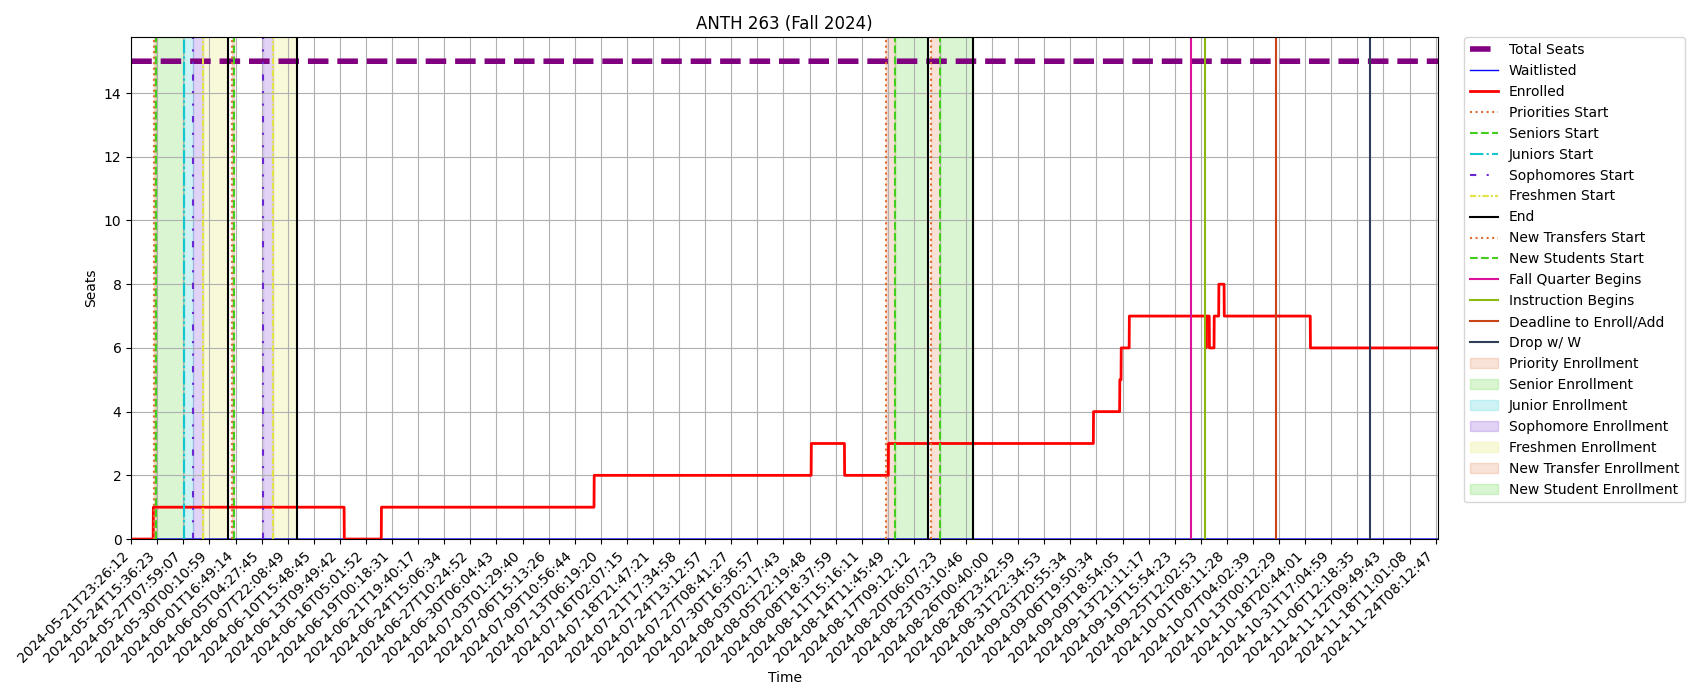 ANTH 263 (Fall 2024)
Seats
14
12
10
8
6
4
2
0
2024-05-21T23:26:12
2024-05-24T15:36:23
2024-05-27T07:59:07
2024-05-30T00:10:59
2024-06-01T16:49:14
2024-06-05T04:27:45
2024-06-07T22:08:49
2024-06-10T15:48:45
2024-06-13T09:49:42
2024-06-16T05:01:52
2024-06-19T00:18:31
2024-06-21T19:40:17
2024-06-24T15:06:34
2024-06-27T10:24:52
2024-06-30T06:04:43
2024-07-03T01:29:40
2024-07-06T15:13:26
2024-07-09T10:56:44
2024-07-13T06:19:20
2024-07-16T02:07:15
2024-07-18T21:47:21
2024-07-21T17:34:58
2024-07-24T13:12:57
2024-07-27T08:41:27
2024-07-30T16:36:57
2024-08-03T02:17:43
2024-08-05T22:19:48
2024-08-08T18:37:59
2024-08-11T15:16:11
2024-08-14T11:45:49
2024-08-17T09:12:12
2024-08-20T06:07:23
2024-08-23T03:10:46
2024-08-26T00:40:00
2024-08-28T23:42:59
2024-08-31T22:34:53
2024-09-03T20:55:34
2024-09-06T19:50:34
2024-09-09T18:54:05
2024-09-13T21:11:17
2024-09-19T15:54:23
2024-09-25T12:02:53
2024-10-01T08:11:28
2024-10-07T04:02:39
2024-10-13T00:12:29
2024-10-18T20:44:01
2024-10-31T17:04:59
2024-11-06T12:18:35
2024-11-12T09:49:43
2024-11-18T11:01:08
2024-11-24T08:12:47
Time
Total Seats
Waitlisted
Enrolled
Priorities Start
Seniors Start
Juniors Start
Sophomores Start
Freshmen Start
End
New Transfers Start
New Students Start
Fall Quarter Begins
Instruction Begins
Deadline to Enroll/Add
Drop w/ W
Priority Enrollment
Senior Enrollment
Junior Enrollment
Sophomore Enrollment
Freshmen Enrollment
New Transfer Enrollment
New Student Enrollment